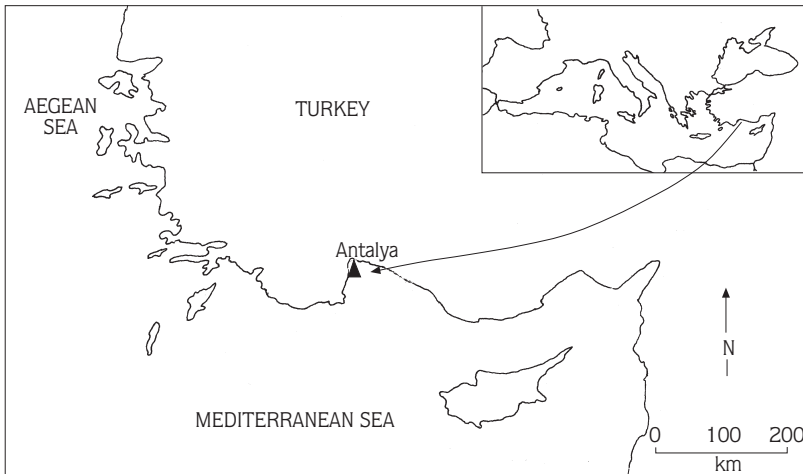 AEGEAN
SEA
TURKEY
Antalya
N
MEDITERRANEAN SEA
0 100 200
km